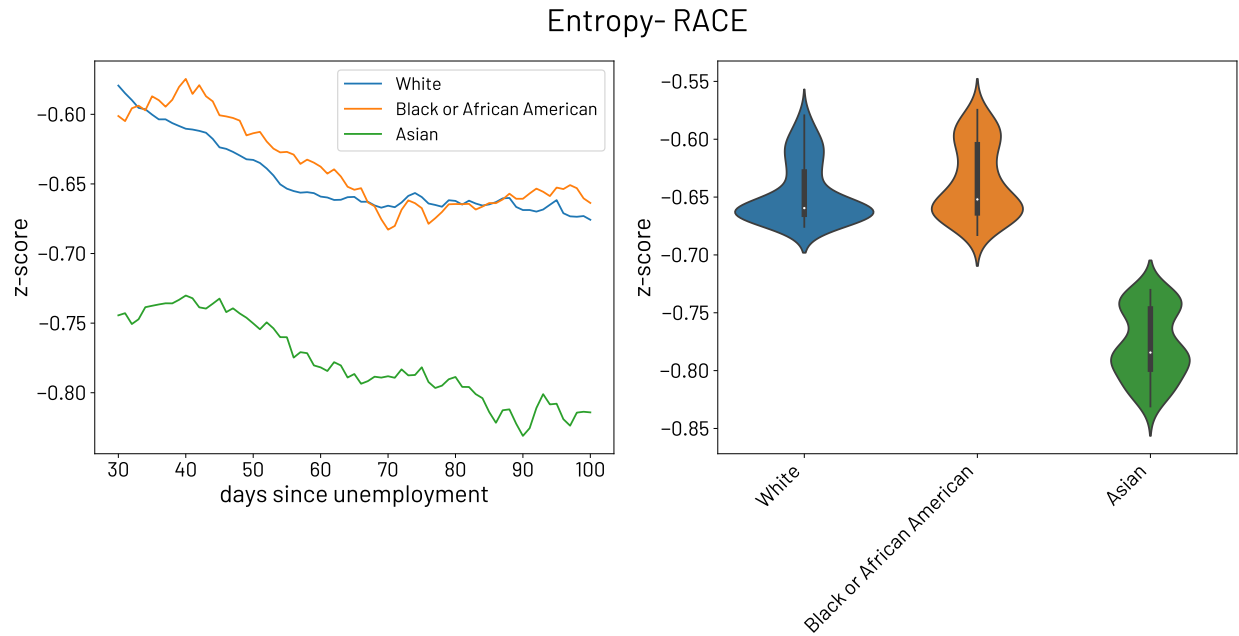 Entropy- RACE
White
Black or African American
Asian
z-score
−0.60
−0.65
−0.70
−0.75
−0.80
30 40 50 60 70 80 90 100
days since unemployment
z-score
−0.55
−0.60
−0.65
−0.70
−0.75
−0.80
−0.85
White
Black or African American
Asian